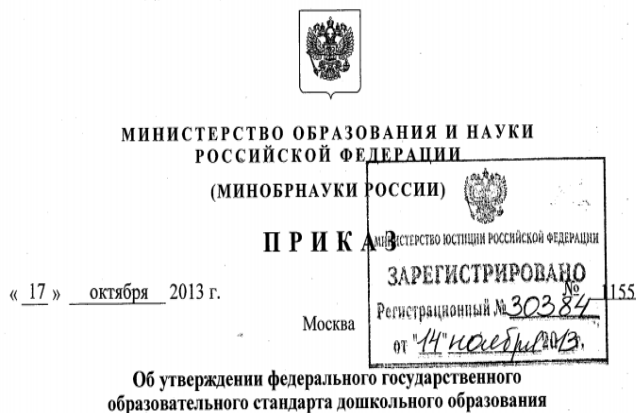 МИНИСТЕРСТВО ОБРАЗОВАНИЯ И НАУКИ
РОССИЙСКОЙ ФЕДЕРАЦИИ
(МИНОБРНАУКИ РОССИИ)
ПРИКАЗ
МИНИСТЕРСТВО ЮСТИЦИИ РОССИЙСКОЙ ФЕДЕРАЦИИ
ЗАРЕГИСТРИРОВАНО
Регистрационный № 30384
от "14" ноября 2013.
« 17 » октября 2013 г.
№ 1155
Москва
Об утверждении федерального государственного
образовательного стандарта дошкольного образования